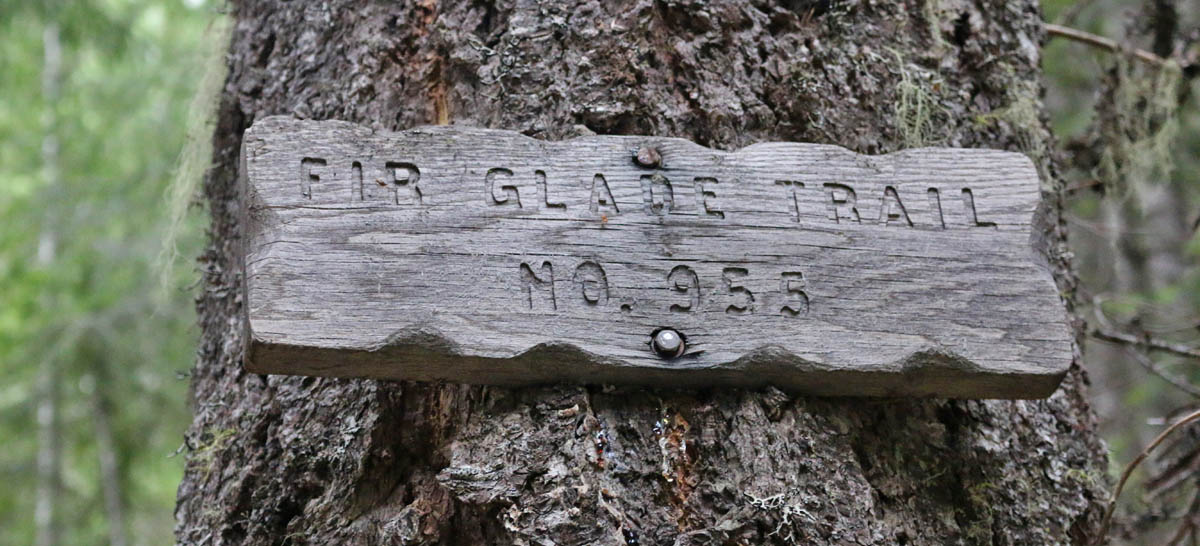 FIR GLADE TRAIL
NO. 955